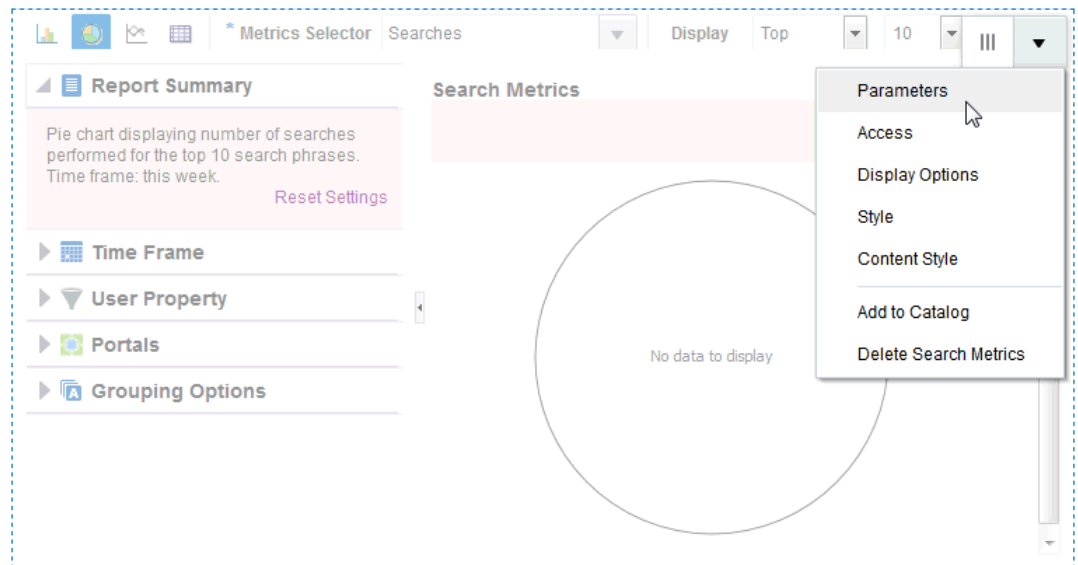 * Metrics Selector Searches Display Top 10
Report Summary
Pie chart displaying number of searches
performed for the top 10 search phrases.
Time frame: this week.
Reset Settings
Time Frame
User Property
Portals
A Grouping Options
Search Metrics
No data to display
Parameters
Access
Display Options
Style
Content Style
Add to Catalog
Delete Search Metrics